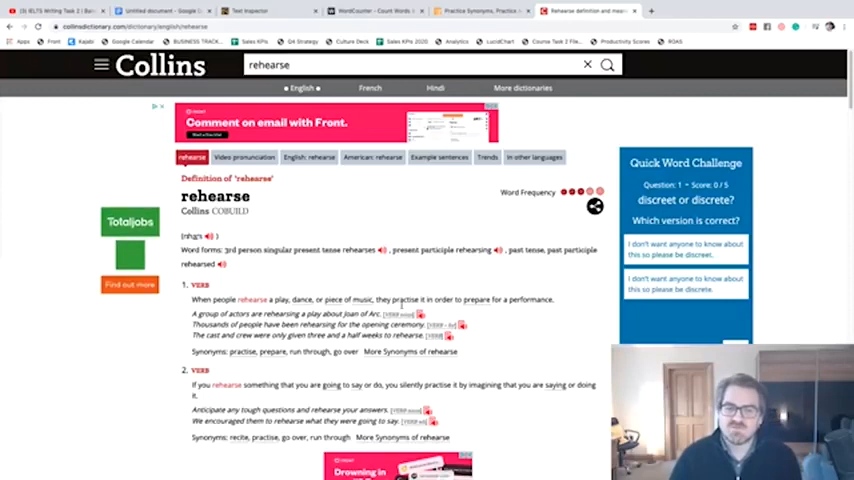 (3) IELTS Writing Task 2 | Ba
Untitled document - Google D
Text Inspector
WordCounter - Count Words &
Practice Synonyms, Practice A
Rehearse definition and mean
collinsdictionary.com/dictionary/english/rehearse
Apps
Front
Kajabi
Google Calendar
BUSINESS TRACK...
Sales KPIs
Q4 Strategy
Culture Deck
Sales KPIs 2020
Analytics
LucidChart
Course Task 2 File...
Productivity Scores
ROAS
Collins
rehearse
English
French
Hindi
More dictionaries
Comment on email with Front.
rehearse
Video pronunciation
English: rehearse
American: rehearse
Example sentences
Trends
In other languages
Definition of 'rehearse'
rehearse
Word Frequency
Collins COBUILD
Word forms: 3rd person singular present tense rehearses , present participle rehearsing , past tense, past participle
rehearsed
1. VERB
When people rehearse a play, dance, or piece of music, they practise it in order to prepare for a performance.
A group of actors are rehearsing a play about Joan of Arc.
Thousands of people have been rehearsing for the opening ceremony.
The cast and crew were only given three and a half weeks to rehearse.
Synonyms: practise, prepare, run through, go over More Synonyms of rehearse
2. VERB
If you rehearse something that you are going to say or do, you silently practise it by imagining that you are saying or doing
it.
Anticipate any tough questions and rehearse your answers.
We encouraged them to rehearse what they were going to say.
Synonyms: recite, practise, go over, run through More Synonyms of rehearse
Drowning in
Totaljobs
Find out more
Quick Word Challenge
Question: 1 - Score: 0 / 5
discreet or discrete?
Which version is correct?
I don't want anyone to know about
this so please be discreet.
I don't want anyone to know about
this so please be discrete.